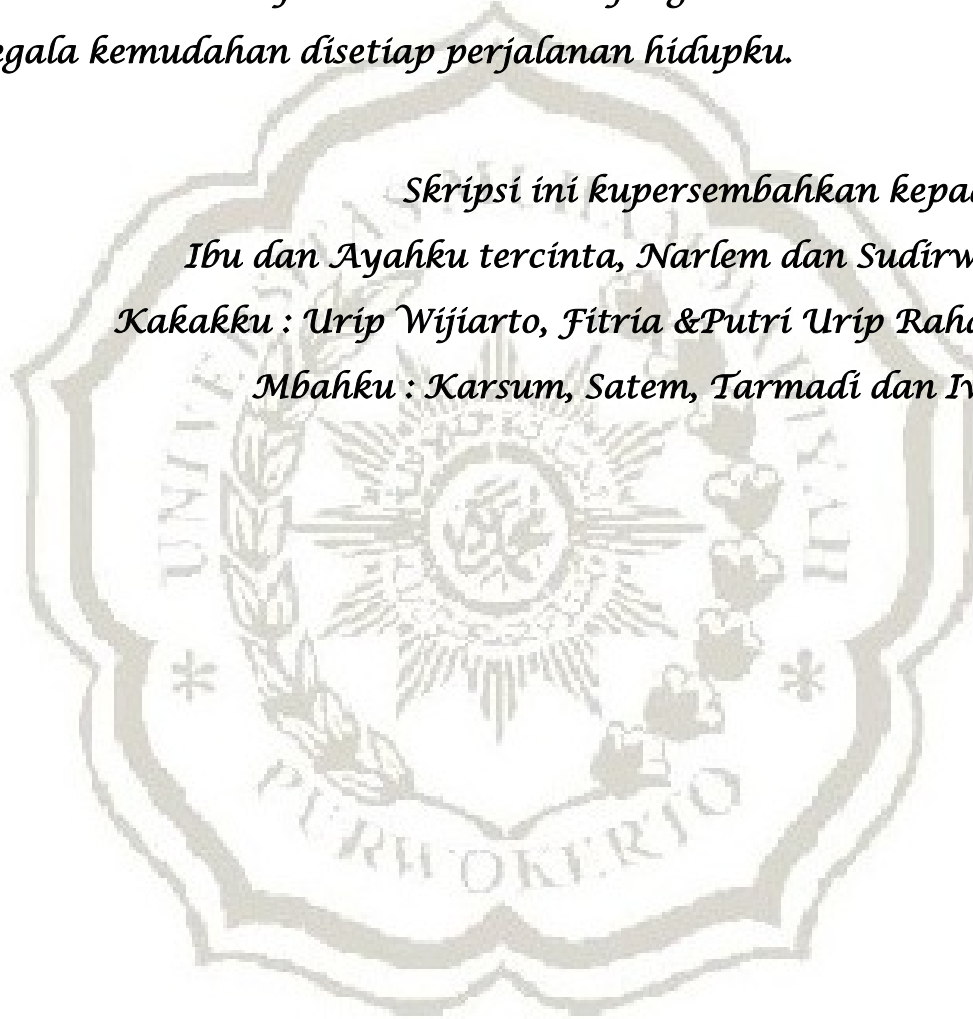 egala kemudahan disetiap perjalanan hidupku.
Skripsi ini kupersembahkan kepa
Ibu dan Ayahku tercinta, Narlem dan Sudirw
Kakakku : Urip Wijiarto, Fitria &Putri Urip Raha
Mbahku : Karsum, Satem, Tarmadi dan Iv
PURWOKERTO